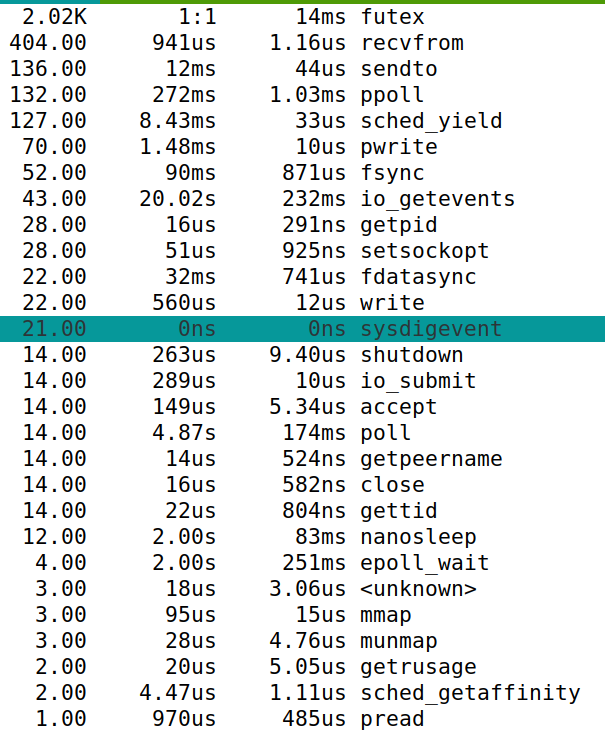 2.02K 1:1 14ms futex
404.00 941us 1.16us recvfrom
136.00 12ms 44us sendto
132.00 272ms 1.03ms ppoll
127.00 8.43ms 33us sched_yield
70.00 1.48ms 10us pwrite
52.00 90ms 871us fsync
43.00 20.02s 232ms io_getevents
28.00 16us 291ns getpid
28.00 51us 925ns setsockopt
22.00 32ms 741us fdatasync
22.00 560us 12us write
21.00 0ns 0ns sysdigevent
14.00 263us 9.40us shutdown
14.00 289us 10us io_submit
14.00 149us 5.34us accept
14.00 4.87s 174ms poll
14.00 14us 524ns getpeername
14.00 16us 582ns close
14.00 22us 804ns gettid
12.00 2.00s 83ms nanosleep
4.00 2.00s 251ms epoll_wait
3.00 18us 3.06us <unknown>
3.00 95us 15us mmap
3.00 28us 4.76us munmap
2.00 20us 5.05us getrusage
2.00 4.47us 1.11us sched_getaffinity
1.00 970us 485us pread